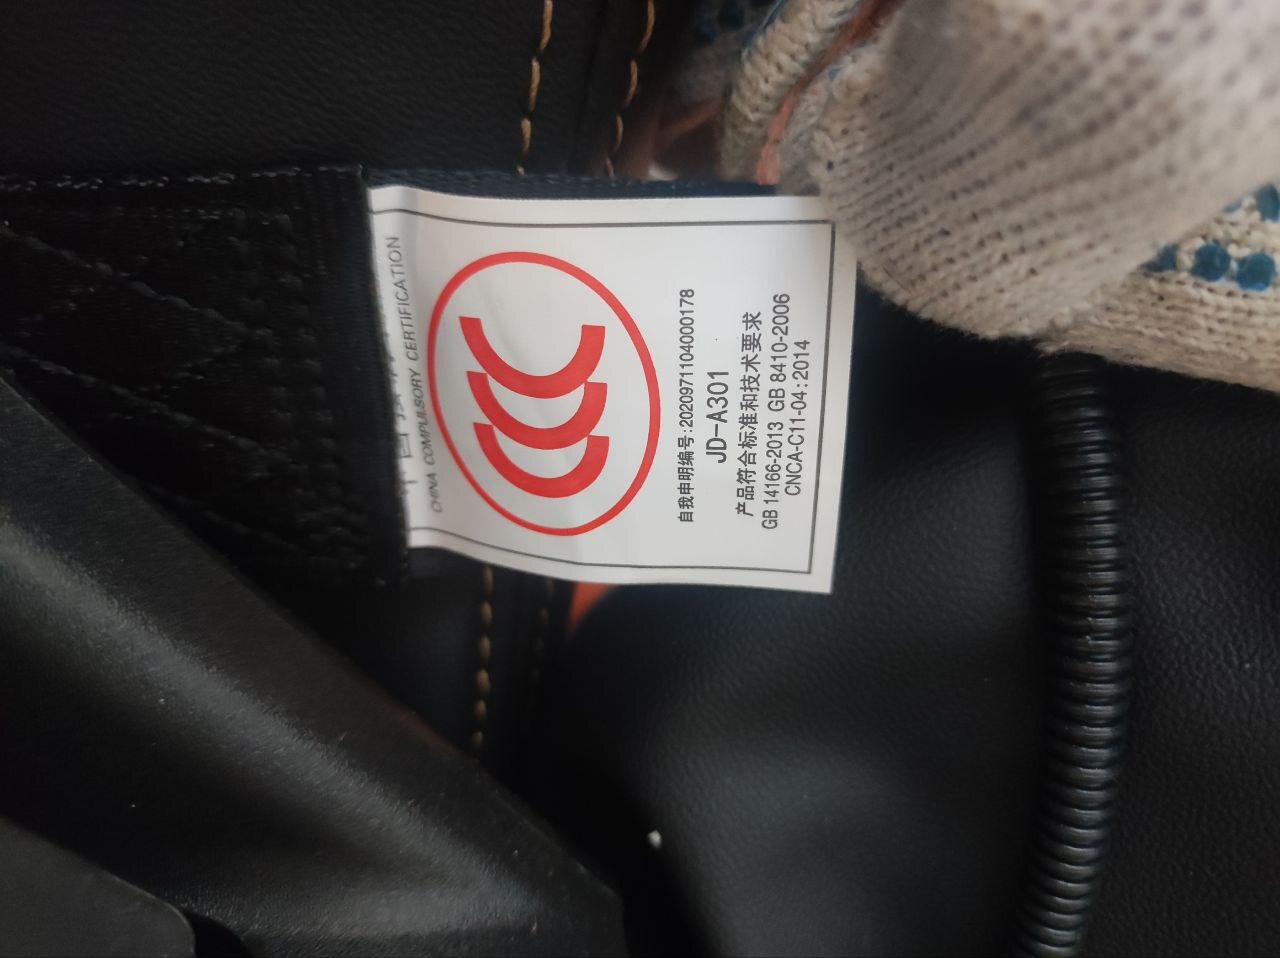 CHINA COMPULSORY CERTIFICATION
CCC
自我申明编号:2020971104000178
JD-A301
产品符合标准和技术要求
GB 14166-2013 GB 8410-2006
CNCA-C11-04:2014